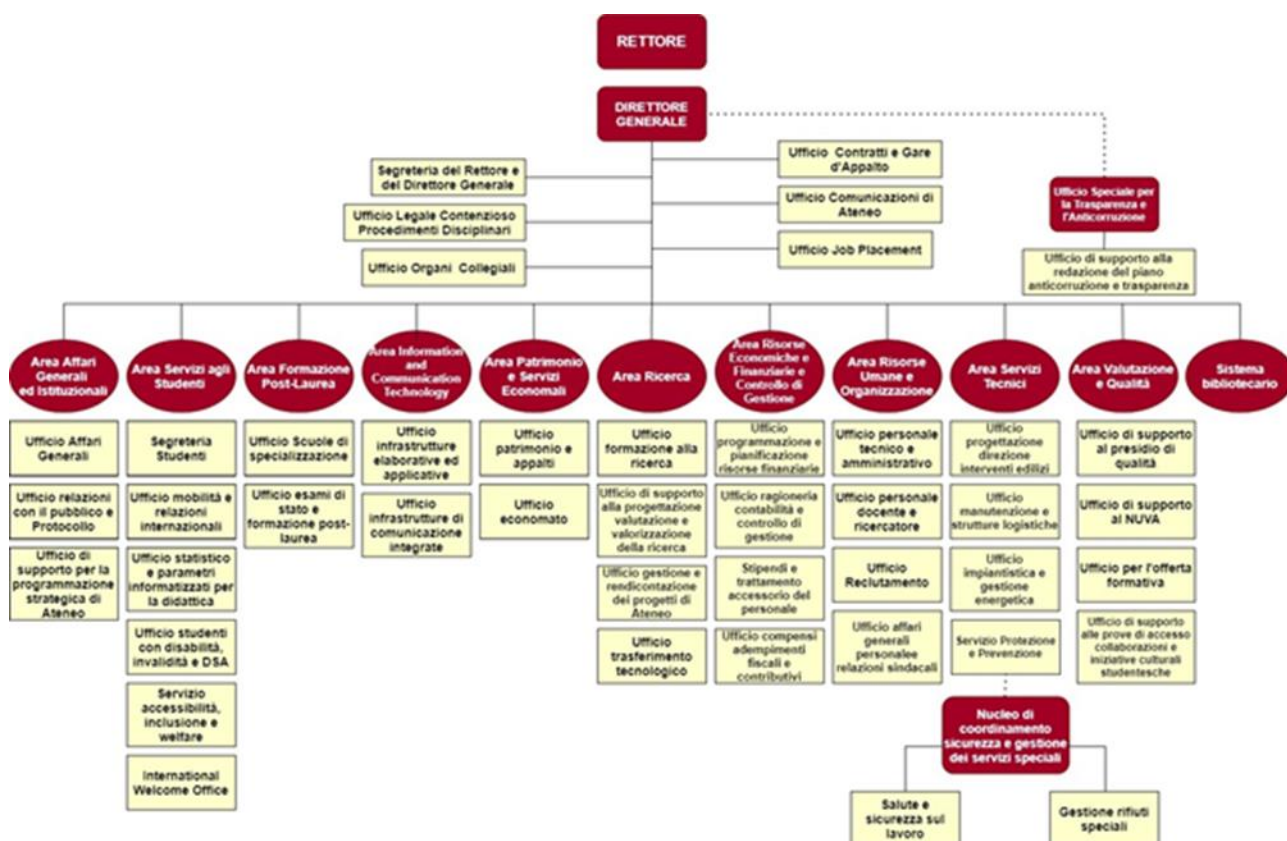 RETTORE
DIRETTORE
GENERALE
Segreteria del Rettore e
del Direttore Generale
Ufficio Contratti e Gare
d'Appalto
Ufficio Legale Contenzioso
Procedimenti Disciplinari
Ufficio Comunicazioni di
Ateneo
Ufficio Organi Collegiali
Ufficio Job Placement
Ufficio Speciale per
la Trasparenza e
l'Anticorruzione
Ufficio di supporto alla
redazione del piano
anticorruzione e trasparenza
Area Affari
Generali
ed Istituzionali
Area Servizi agli
Studenti
Area Formazione
Post-Laurea
Area Information
and
Communication
Technology
Area Patrimonio
e Servizi
Economali
Area Ricerca
Area Risorse
Economiche e
Finanziarie e
Controllo di
Gestione
Area Risorse
Umane e
Organizzazione
Area Servizi
Tecnici
Area Valutazione
e Qualità
Sistema
bibliotecario
Ufficio Affari
Generali
Ufficio relazioni
con il pubblico e
Protocollo
Ufficio di
supporto per la
programmazione
strategica di
Ateneo
Segreteria
Studenti
Ufficio mobilità e
relazioni
internazionali
Ufficio statistico
e parametri
informatizzati per
la didattica
Ufficio studenti
con disabilità,
invalidità e DSA
Servizio
accessibilità,
inclusione e
welfare
International
Welcome Office
Ufficio Scuole di
specializzazione
Ufficio esami di
stato e
formazione post-
laurea
Ufficio
infrastrutture
elaborative ed
applicative
Ufficio
infrastrutture di
comunicazione
integrate
Ufficio
patrimonio e
appalti
Ufficio
economato
Ufficio
formazione alla
ricerca
Ufficio di supporto
alla progettazione
valutazione e
valorizzazione
della ricerca
Ufficio gestione e
rendicontazione
dei progetti di
Ateneo
Ufficio
trasferimento
tecnologico
Ufficio
programmazione e
pianificazione
risorse finanziarie
Ufficio ragioneria
contabilità e
controllo di
gestione
Stipendi e
trattamento
accessorio del
personale
Ufficio compensi
adempimenti
fiscali e
contributivi
Ufficio personale
tecnico e
amministrativo
Ufficio personale
docente e
ricercatore
Ufficio
Reclutamento
Ufficio affari
generali
personalee
relazioni sindacali
Ufficio
progettazione
direzione
interventi edilizi
Ufficio
manutenzione e
strutture logistiche
Ufficio
impiantistica e
gestione
energetica
Servizio Protezione
e Prevenzione
Ufficio di supporto
al presidio di
qualità
Ufficio di supporto
al NUVA
Ufficio per l'offerta
formativa
Ufficio di supporto
alle prove di accesso
collaborazioni e
iniziative culturali
studentesche
Nucleo di
coordinamento
sicurezza e gestione
dei servizi speciali
Salute e
sicurezza sul
lavoro
Gestione rifiuti
speciali